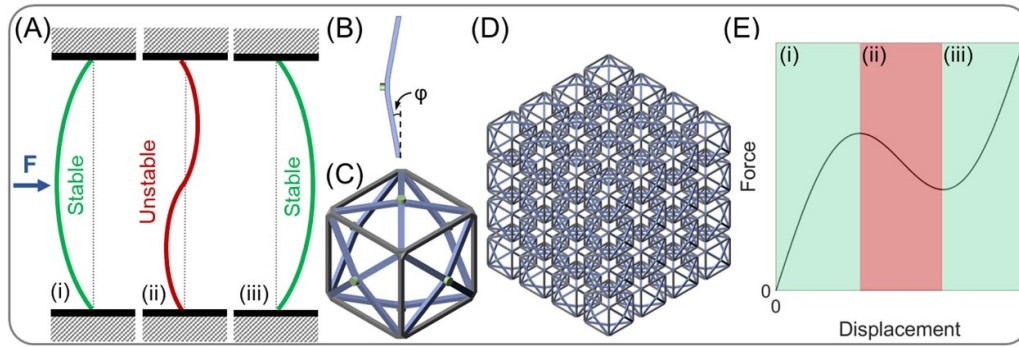 (A)
F
Stable
(i)
Unstable
(ii)
Stable
(iii)
(B)
φ
(C)
(D)
(E)
(i)
(ii)
(iii)
Force
0
0
Displacement